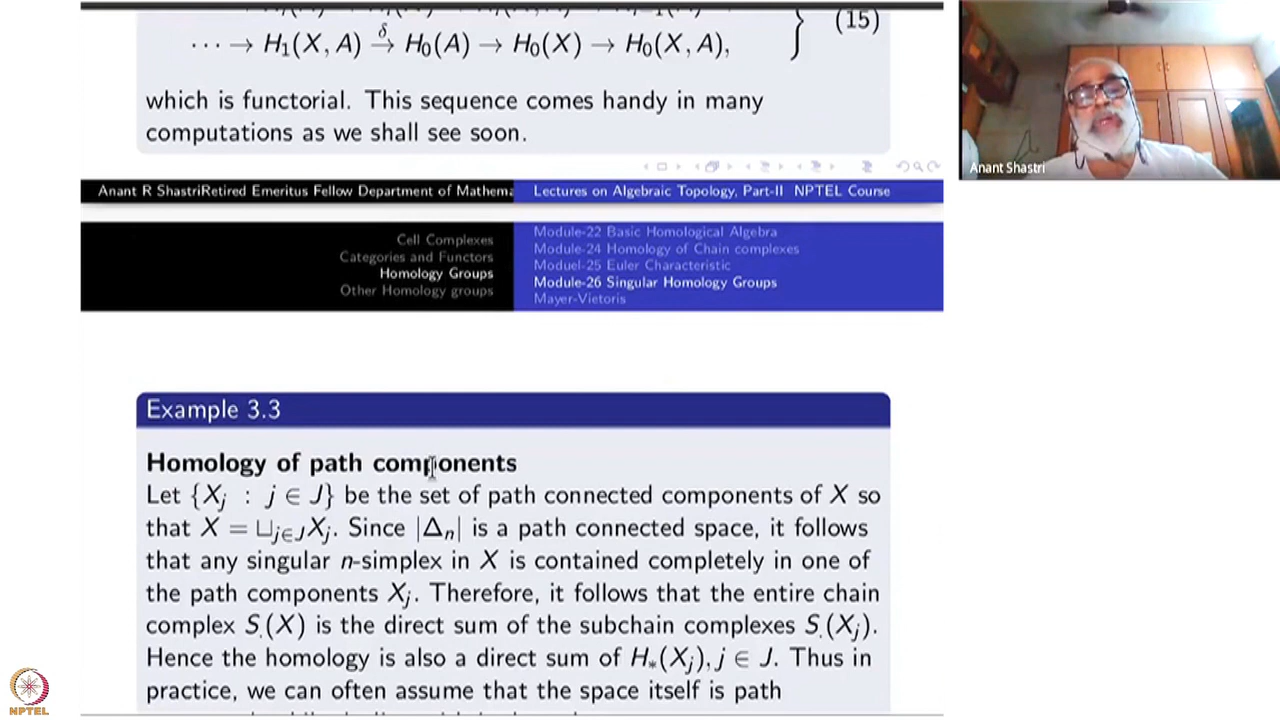 ··· → H₁(X, A) →^δ H₀(A) → H₀(X) → H₀(X, A), } (15)
which is functorial. This sequence comes handy in many
computations as we shall see soon.
Anant Shastri
Anant R ShastriRetired Emeritus Fellow Department of Mathema
Lectures on Algebraic Topology, Part-II NPTEL Course
Cell Complexes
Categories and Functors
Homology Groups
Other Homology groups
Module-22 Basic Homological Algebra
Module-24 Homology of Chain complexes
Moduel-25 Euler Characteristic
Module-26 Singular Homology Groups
Mayer-Vietoris
Example 3.3
Homology of path components
Let {Xⱼ : j ∈ J} be the set of path connected components of X so
that X = ⊔_{j∈J}Xⱼ. Since |Δₙ| is a path connected space, it follows
that any singular n-simplex in X is contained completely in one of
the path components Xⱼ. Therefore, it follows that the entire chain
complex S.(X) is the direct sum of the subchain complexes S.(Xⱼ).
Hence the homology is also a direct sum of H∗(Xⱼ), j ∈ J. Thus in
practice, we can often assume that the space itself is path
NPTEL